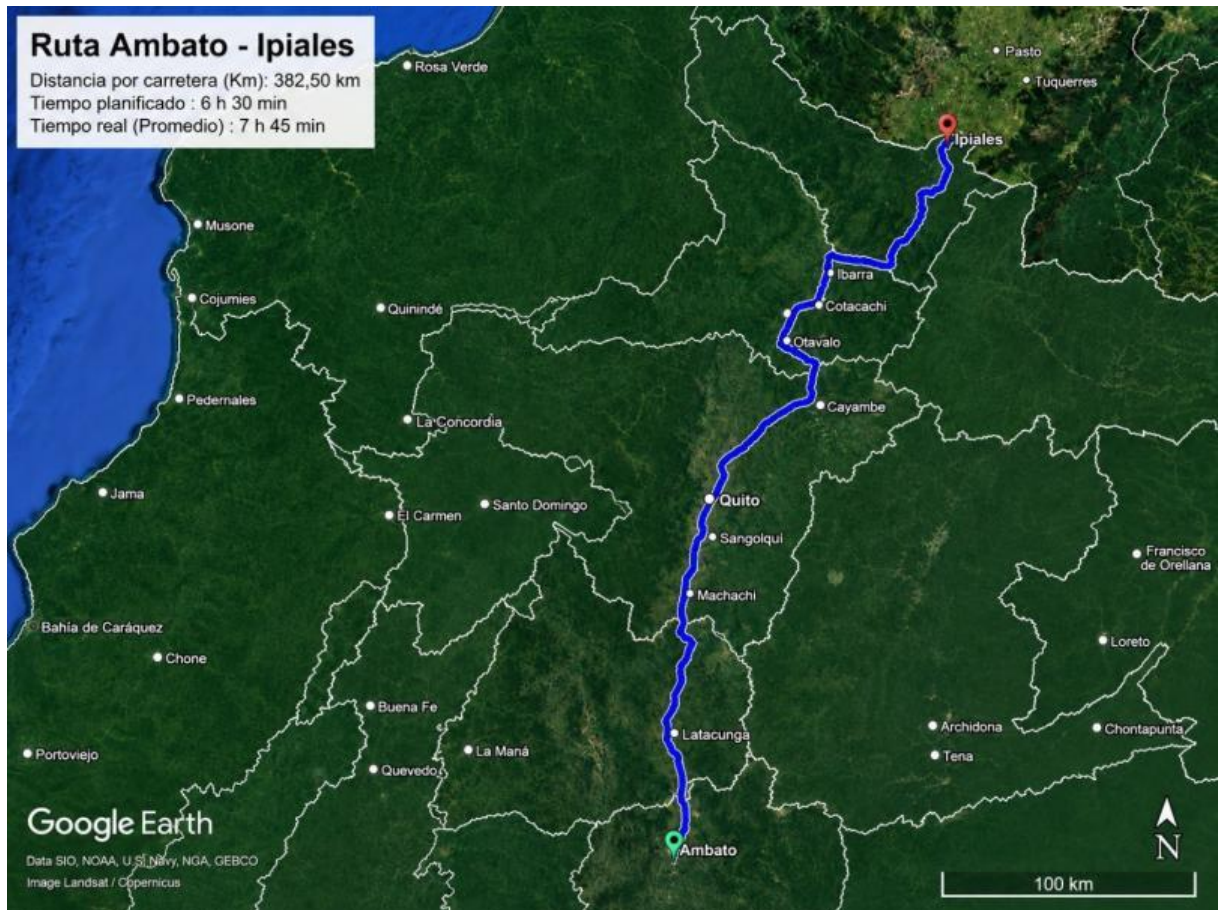 Ruta Ambato - Ipiales
Distancia por carretera (Km): 382,50 km
Tiempo planificado : 6 h 30 min
Tiempo real (Promedio) : 7 h 45 min
Pasto
Rosa Verde
Tuquerres
Ipiales
Musone
Ibarra
Cojumies
Cotacachi
Quinindé
Otavalo
Pedernales
Cayambe
La Concordia
Jama
Quito
Santo Domingo
El Carmen
Sangolquí
Francisco
de Orellana
Machachi
Bahía de Caráquez
Loreto
Chone
Buena Fe
Archidona
Chontapunta
Latacunga
La Maná
Portoviejo
Tena
Quevedo
Google Earth
Ambato
N
Data SIO, NOAA, U.S. Navy, NGA, GEBCO
Image Landsat / Copernicus
100 km